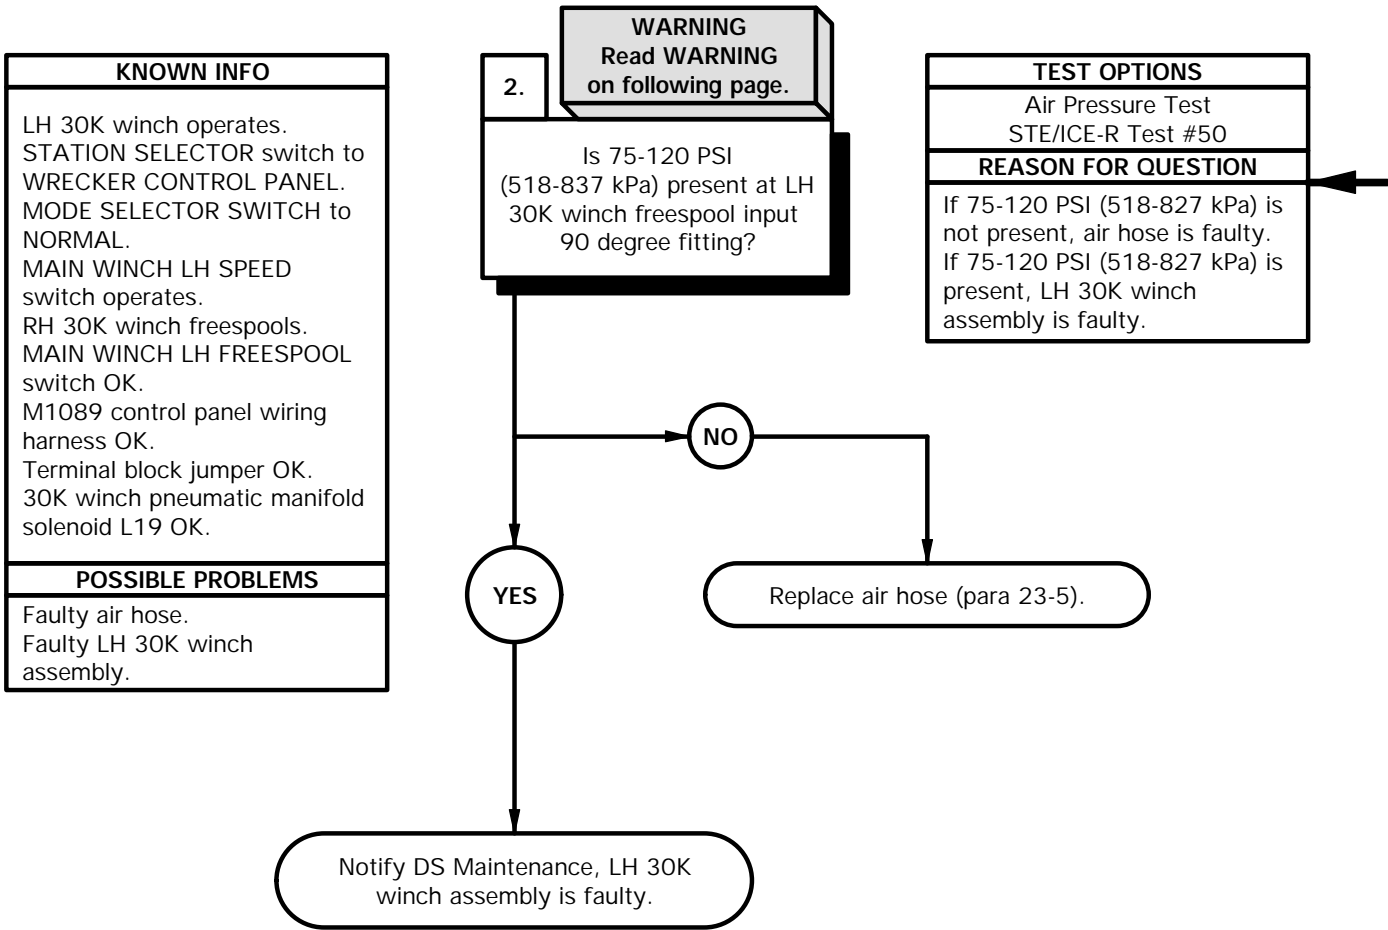 KNOWN INFO
LH 30K winch operates.
STATION SELECTOR switch to
WRECKER CONTROL PANEL.
MODE SELECTOR SWITCH to
NORMAL.
MAIN WINCH LH SPEED
switch operates.
RH 30K winch freespools.
MAIN WINCH LH FREESPOOL
switch OK.
M1089 control panel wiring
harness OK.
Terminal block jumper OK.
30K winch pneumatic manifold
solenoid L19 OK.
POSSIBLE PROBLEMS
Faulty air hose.
Faulty LH 30K winch
assembly.
WARNING
Read WARNING
on following page.
2.
Is 75-120 PSI
(518-837 kPa) present at LH
30K winch freespool input
90 degree fitting?
TEST OPTIONS
Air Pressure Test
STE/ICE-R Test #50
REASON FOR QUESTION
If 75-120 PSI (518-827 kPa) is
not present, air hose is faulty.
If 75-120 PSI (518-827 kPa) is
present, LH 30K winch
assembly is faulty.
NO
YES
Replace air hose (para 23-5).
Notify DS Maintenance, LH 30K
winch assembly is faulty.